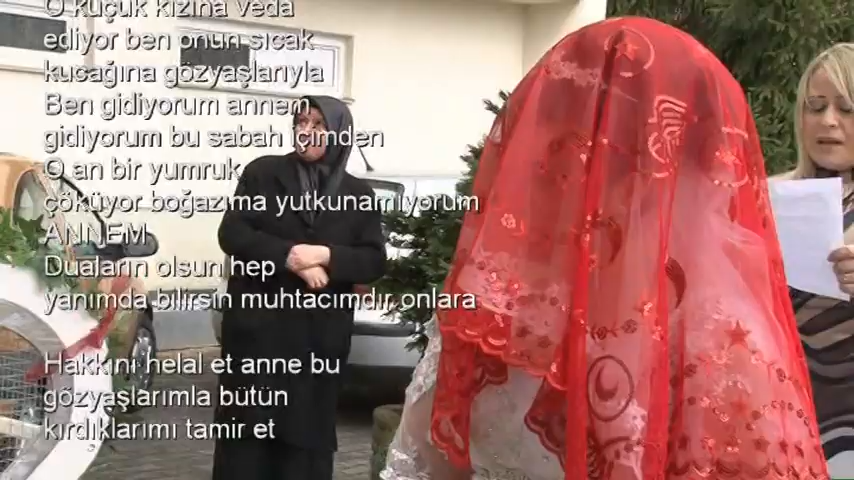 O küçük kızına veda
ediyor ben onun sıcak
kucağına gözyaşlarıyla
Ben gidiyorum annem
gidiyorum bu sabah içimden
O an bir yumruk
çöküyor boğazıma yutkunamıyorum
ANNEM
Duaların olsun hep
yanımda bilirsin muhtacımdır onlara
Hakkını helal et anne bu
gözyaşlarımla bütün
kırdıklarımı tamir et